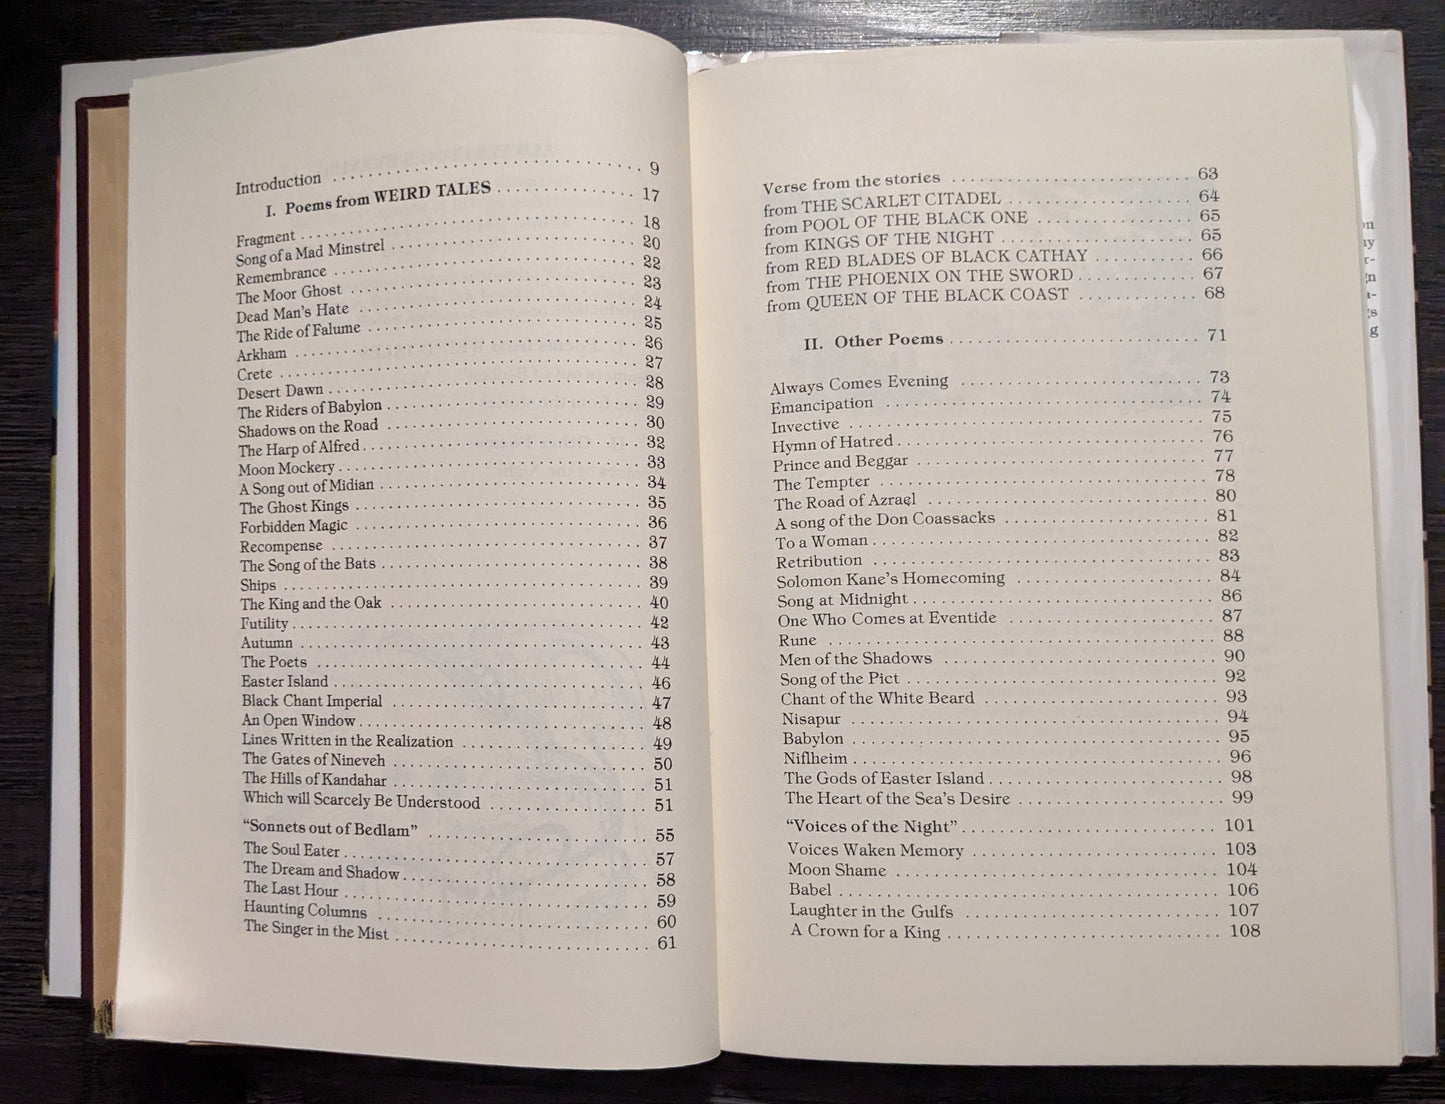 Introduction . . . . . . . . . . . . . . . . . . . . . . . . . . . . . . 9
I. Poems from WEIRD TALES . . . . . . . . . . . . . . 17
Fragment . . . . . . . . . . . . . . . . . . . . . . . . . . . . . . 18
Song of a Mad Minstrel . . . . . . . . . . . . . . . . . . . . 20
Remembrance . . . . . . . . . . . . . . . . . . . . . . . . . . 22
The Moor Ghost . . . . . . . . . . . . . . . . . . . . . . . . 23
Dead Man's Hate . . . . . . . . . . . . . . . . . . . . . . . . 24
The Ride of Falume . . . . . . . . . . . . . . . . . . . . . . 25
Arkham . . . . . . . . . . . . . . . . . . . . . . . . . . . . . . 26
Crete . . . . . . . . . . . . . . . . . . . . . . . . . . . . . . . 27
Desert Dawn . . . . . . . . . . . . . . . . . . . . . . . . . . 28
The Riders of Babylon . . . . . . . . . . . . . . . . . . . . 29
Shadows on the Road . . . . . . . . . . . . . . . . . . . . 30
The Harp of Alfred . . . . . . . . . . . . . . . . . . . . . . 32
Moon Mockery . . . . . . . . . . . . . . . . . . . . . . . . . 33
A Song out of Midian . . . . . . . . . . . . . . . . . . . . 34
The Ghost Kings . . . . . . . . . . . . . . . . . . . . . . . 35
Forbidden Magic . . . . . . . . . . . . . . . . . . . . . . . 36
Recompense . . . . . . . . . . . . . . . . . . . . . . . . . . 37
The Song of the Bats . . . . . . . . . . . . . . . . . . . . 38
Ships . . . . . . . . . . . . . . . . . . . . . . . . . . . . . . . 39
The King and the Oak . . . . . . . . . . . . . . . . . . . 40
Futility . . . . . . . . . . . . . . . . . . . . . . . . . . . . . . 42
Autumn . . . . . . . . . . . . . . . . . . . . . . . . . . . . . 43
The Poets . . . . . . . . . . . . . . . . . . . . . . . . . . . . 44
Easter Island . . . . . . . . . . . . . . . . . . . . . . . . . . 46
Black Chant Imperial . . . . . . . . . . . . . . . . . . . . 47
An Open Window . . . . . . . . . . . . . . . . . . . . . . . 48
Lines Written in the Realization . . . . . . . . . . . . . 49
The Gates of Nineveh . . . . . . . . . . . . . . . . . . . . 50
The Hills of Kandahar . . . . . . . . . . . . . . . . . . . 51
Which will Scarcely Be Understood . . . . . . . . . . 51
"Sonnets out of Bedlam" . . . . . . . . . . . . . . . . . 55
The Soul Eater . . . . . . . . . . . . . . . . . . . . . . . . 57
The Dream and Shadow . . . . . . . . . . . . . . . . . . 58
The Last Hour . . . . . . . . . . . . . . . . . . . . . . . . 59
Haunting Columns . . . . . . . . . . . . . . . . . . . . . 60
The Singer in the Mist . . . . . . . . . . . . . . . . . . . 61
Verse from the stories . . . . . . . . . . . . . . . . . . . 63
from THE SCARLET CITADEL . . . . . . . . . . . . . . 64
from POOL OF THE BLACK ONE . . . . . . . . . . . . 65
from KINGS OF THE NIGHT . . . . . . . . . . . . . . . 65
from RED BLADES OF BLACK CATHAY . . . . . . . . 66
from THE PHOENIX ON THE SWORD . . . . . . . . . 67
from QUEEN OF THE BLACK COAST . . . . . . . . . 68
II. Other Poems . . . . . . . . . . . . . . . . . . . . . . . 71
Always Comes Evening . . . . . . . . . . . . . . . . . . 73
Emancipation . . . . . . . . . . . . . . . . . . . . . . . . 74
Invective . . . . . . . . . . . . . . . . . . . . . . . . . . . 75
Hymn of Hatred . . . . . . . . . . . . . . . . . . . . . . 76
Prince and Beggar . . . . . . . . . . . . . . . . . . . . . 77
The Tempter . . . . . . . . . . . . . . . . . . . . . . . . 78
The Road of Azrael . . . . . . . . . . . . . . . . . . . . 80
A song of the Don Coassacks . . . . . . . . . . . . . . 81
To a Woman . . . . . . . . . . . . . . . . . . . . . . . . 82
Retribution . . . . . . . . . . . . . . . . . . . . . . . . . 83
Solomon Kane's Homecoming . . . . . . . . . . . . . 84
Song at Midnight . . . . . . . . . . . . . . . . . . . . . 86
One Who Comes at Eventide . . . . . . . . . . . . . . 87
Rune . . . . . . . . . . . . . . . . . . . . . . . . . . . . . 88
Men of the Shadows . . . . . . . . . . . . . . . . . . . 90
Song of the Pict . . . . . . . . . . . . . . . . . . . . . . 92
Chant of the White Beard . . . . . . . . . . . . . . . . 93
Nisapur . . . . . . . . . . . . . . . . . . . . . . . . . . . 94
Babylon . . . . . . . . . . . . . . . . . . . . . . . . . . . 95
Niflheim . . . . . . . . . . . . . . . . . . . . . . . . . . 96
The Gods of Easter Island . . . . . . . . . . . . . . . . 98
The Heart of the Sea's Desire . . . . . . . . . . . . . . 99
"Voices of the Night" . . . . . . . . . . . . . . . . . . . 101
Voices Waken Memory . . . . . . . . . . . . . . . . . . 103
Moon Shame . . . . . . . . . . . . . . . . . . . . . . . . 104
Babel . . . . . . . . . . . . . . . . . . . . . . . . . . . . . 106
Laughter in the Gulfs . . . . . . . . . . . . . . . . . . . 107
A Crown for a King . . . . . . . . . . . . . . . . . . . . 108